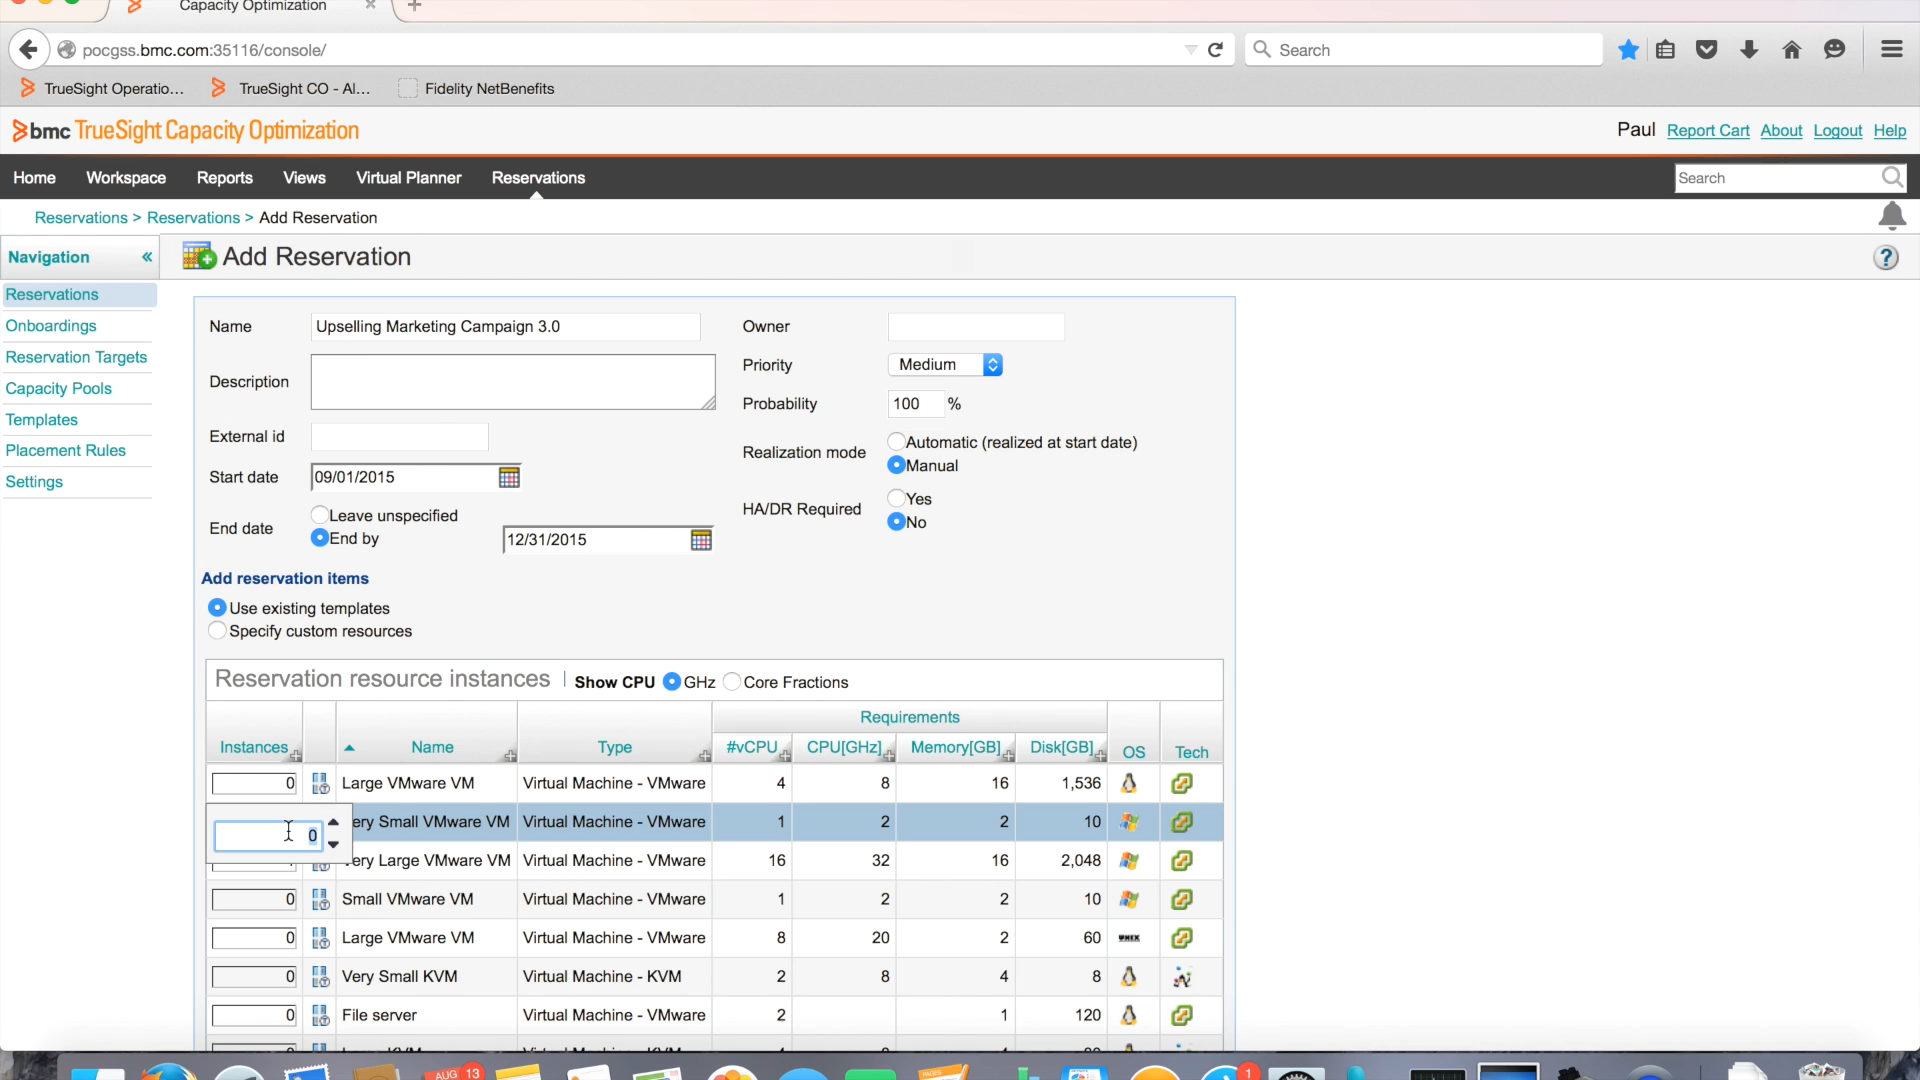 Capacity Optimization
pocgss.bmc.com:35116/console/
Search
TrueSight Operatio...
TrueSight CO - Al...
Fidelity NetBenefits
bmc TrueSight Capacity Optimization
Paul Report Cart About Logout Help
Home Workspace Reports Views Virtual Planner Reservations
Search
Reservations > Reservations > Add Reservation
Navigation «
Add Reservation
?
Reservations
Onboardings
Reservation Targets
Capacity Pools
Templates
Placement Rules
Settings
Name Upselling Marketing Campaign 3.0
Description
External id
Start date 09/01/2015
End date
Leave unspecified
End by 12/31/2015
Owner
Priority Medium
Probability 100 %
Realization mode
Automatic (realized at start date)
Manual
HA/DR Required
Yes
No
Add reservation items
Use existing templates
Specify custom resources
Reservation resource instances Show CPU GHz Core Fractions
Requirements
Instances Name Type #vCPU CPU[GHz] Memory[GB] Disk[GB] OS Tech
0 Large VMware VM Virtual Machine - VMware 4 8 16 1,536
0 ery Small VMware VM Virtual Machine - VMware 1 2 2 10
ery Large VMware VM Virtual Machine - VMware 16 32 16 2,048
0 Small VMware VM Virtual Machine - VMware 1 2 2 10
0 Large VMware VM Virtual Machine - VMware 8 20 2 60 UNIX
0 Very Small KVM Virtual Machine - KVM 2 8 4 8
0 File server Virtual Machine - VMware 2 1 120
AUG 13
PAGES
1